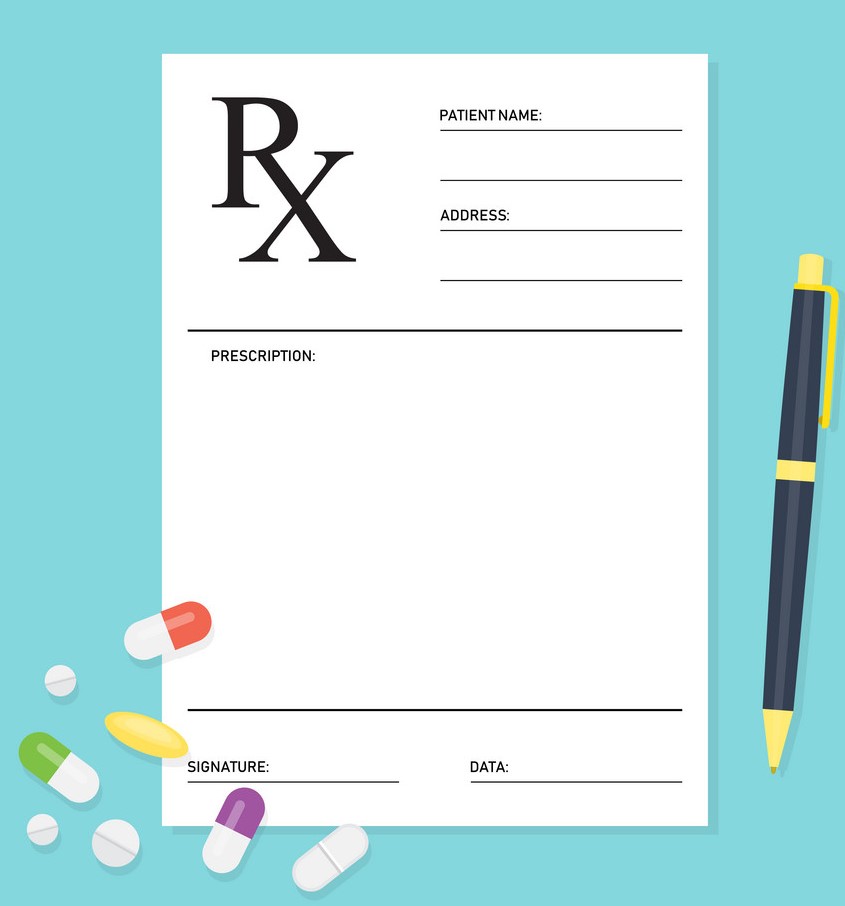 Rx
PATIENT NAME:
ADDRESS:
PRESCRIPTION:
SIGNATURE: DATA: